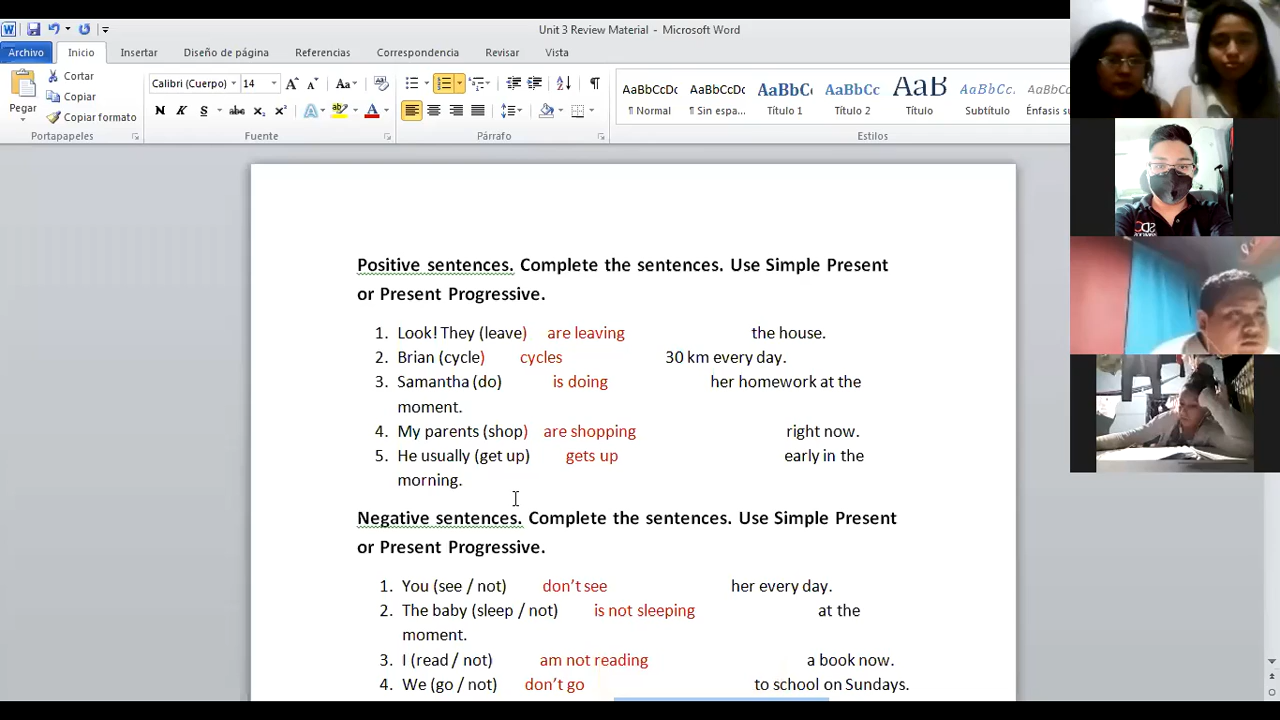 Unit 3 Review Material - Microsoft Word
Archivo Inicio Insertar Diseño de página Referencias Correspondencia Revisar Vista
Pegar
Cortar
Copiar
Copiar formato
Portapapeles
Calibri (Cuerpo) 14
Fuente
Párrafo
AaBbCcDc AaBbCcDc AaBbCc AaBbCc AaB AaBbCc. AaBbCc
¶ Normal ¶ Sin espa... Título 1 Título 2 Título Subtítulo Énfasis su
Estilos
SDC
Positive sentences. Complete the sentences. Use Simple Present
or Present Progressive.
1. Look! They (leave) are leaving the house.
2. Brian (cycle) cycles 30 km every day.
3. Samantha (do) is doing her homework at the
moment.
4. My parents (shop) are shopping right now.
5. He usually (get up) gets up early in the
morning.
Negative sentences. Complete the sentences. Use Simple Present
or Present Progressive.
1. You (see / not) don’t see her every day.
2. The baby (sleep / not) is not sleeping at the
moment.
3. I (read / not) am not reading a book now.
4. We (go / not) don’t go to school on Sundays.